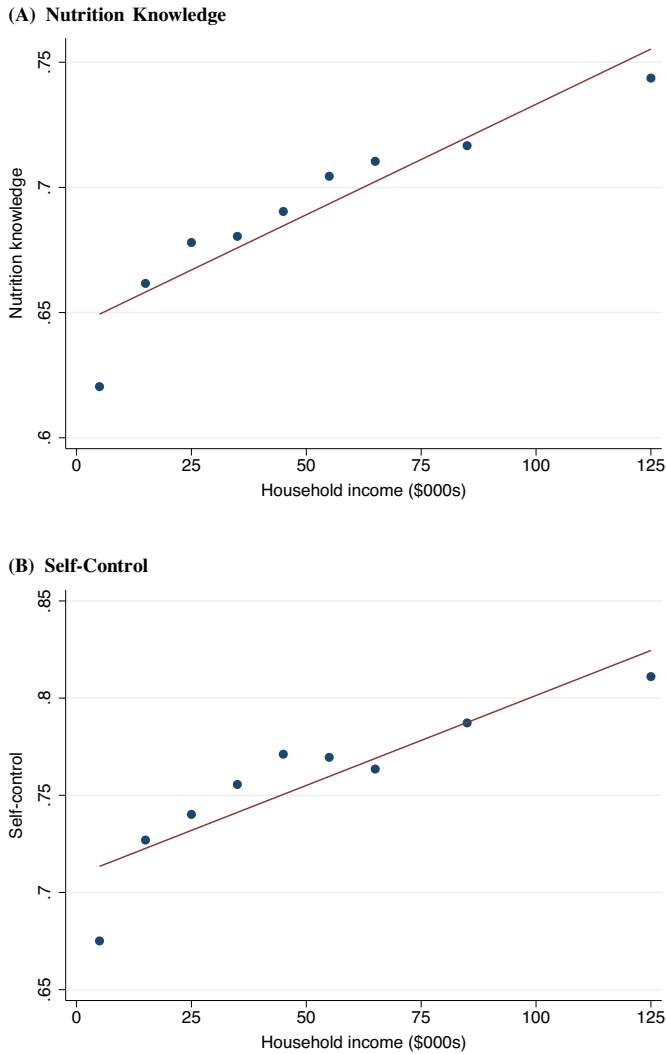 (A) Nutrition Knowledge
.75
.7
.65
.6
Nutrition knowledge
0 25 50 75 100 125
Household income ($000s)
(B) Self-Control
.85
.8
.75
.7
.65
Self-control
0 25 50 75 100 125
Household income ($000s)